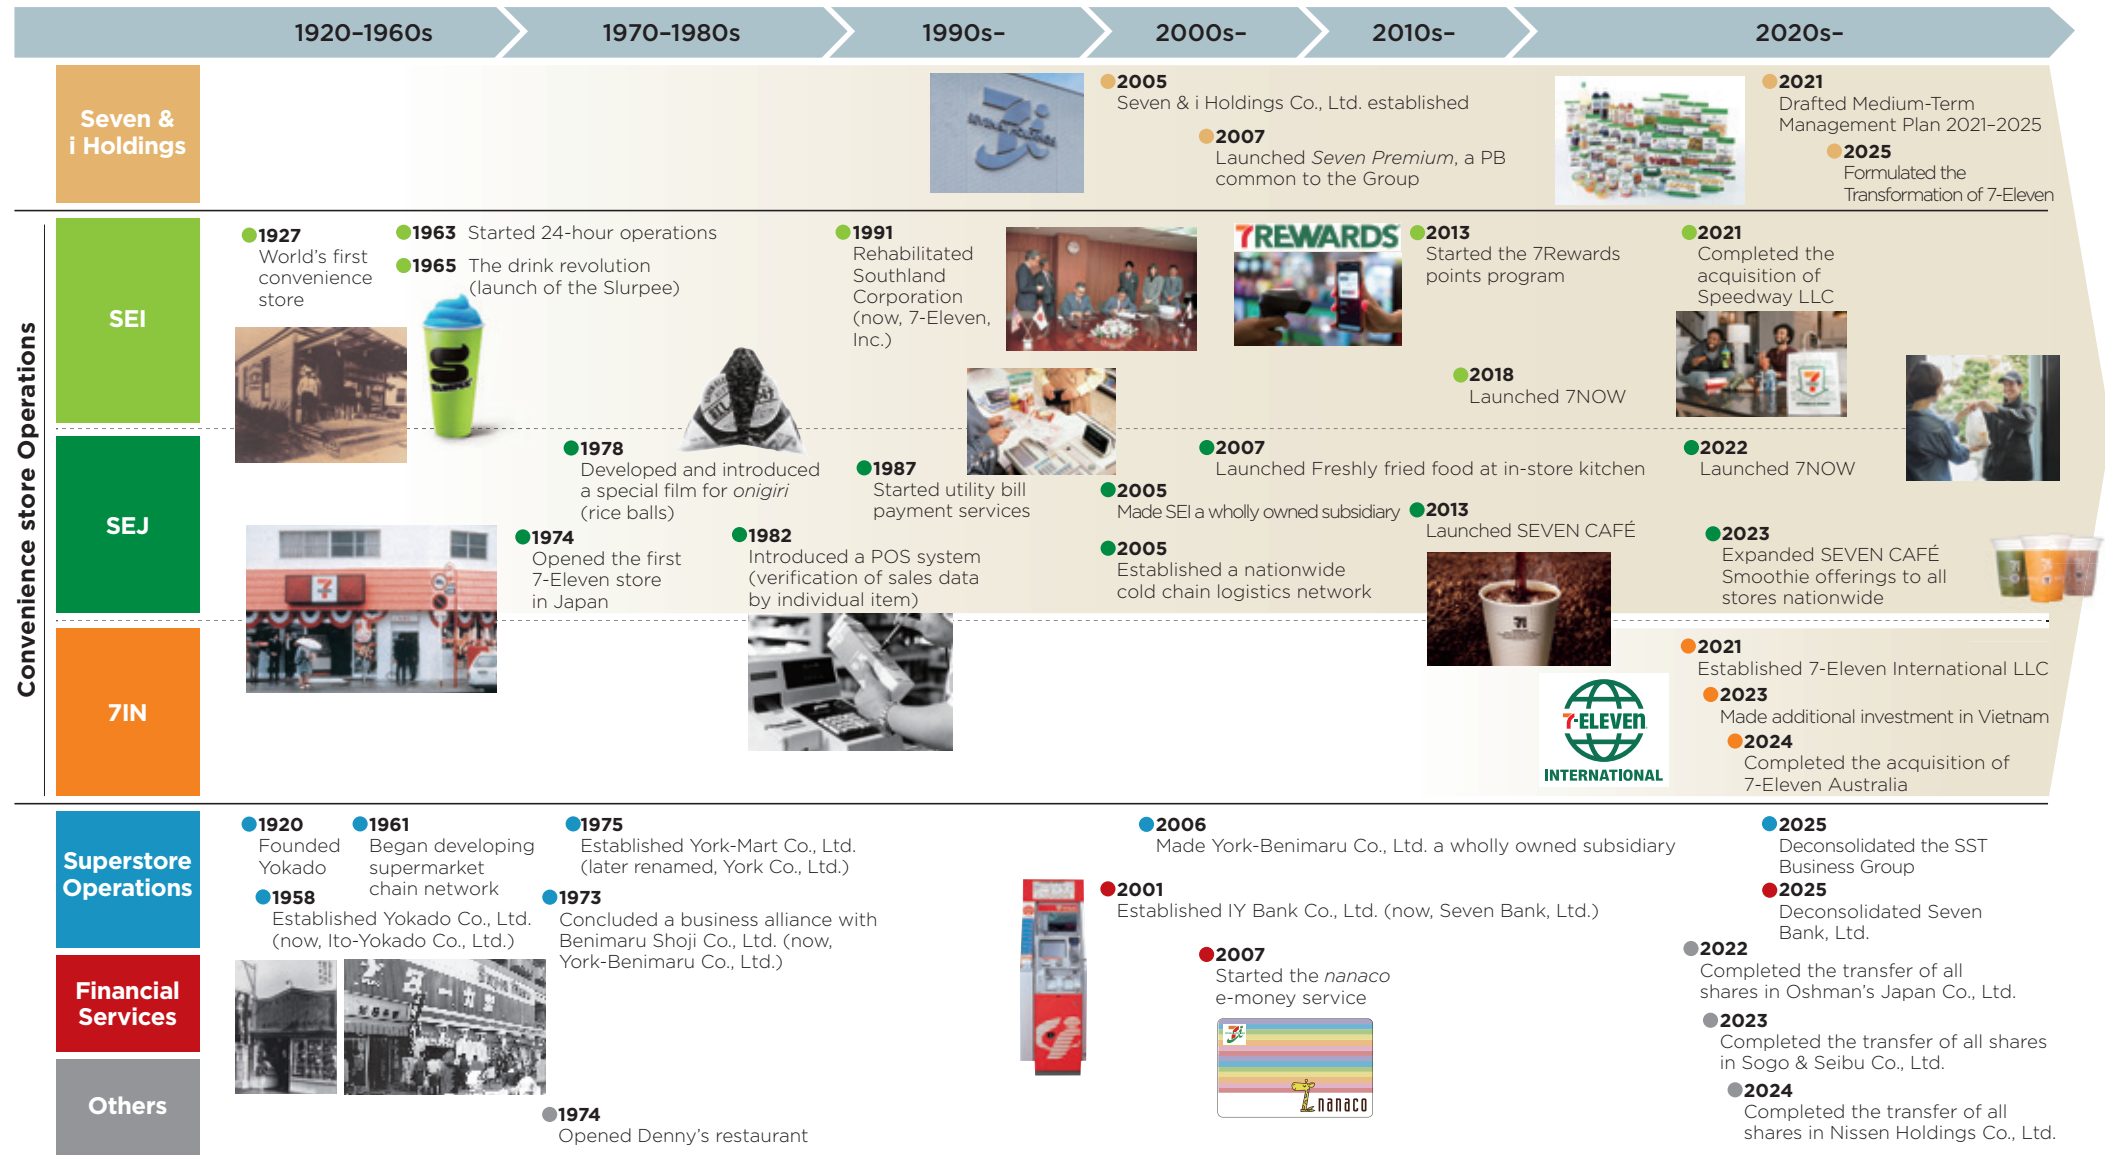 1920–1960s
1970–1980s
1990s–
2000s–
2010s–
2020s–
Seven &
i Holdings
2005
Seven & i Holdings Co., Ltd. established
2007
Launched Seven Premium, a PB
common to the Group
2021
Drafted Medium-Term
Management Plan 2021–2025
2025
Formulated the
Transformation of 7-Eleven
Convenience store Operations
SEI
1927
World's first
convenience
store
1963 Started 24-hour operations
1965 The drink revolution
(launch of the Slurpee)
1991
Rehabilitated
Southland
Corporation
(now, 7-Eleven,
Inc.)
7REWARDS
2013
Started the 7Rewards
points program
2018
Launched 7NOW
2021
Completed the
acquisition of
Speedway LLC
SEJ
1978
Developed and introduced
a special film for onigiri
(rice balls)
1974
Opened the first
7-Eleven store
in Japan
1987
Started utility bill
payment services
1982
Introduced a POS system
(verification of sales data
by individual item)
2007
Launched Freshly fried food at in-store kitchen
2005
Made SEI a wholly owned subsidiary
2005
Established a nationwide
cold chain logistics network
2013
Launched SEVEN CAFÉ
2022
Launched 7NOW
2023
Expanded SEVEN CAFÉ
Smoothie offerings to all
stores nationwide
7IN
7-ELEVEN
INTERNATIONAL
2021
Established 7-Eleven International LLC
2023
Made additional investment in Vietnam
2024
Completed the acquisition of
7-Eleven Australia
Superstore
Operations
1920
Founded
Yokado
1961
Began developing
supermarket
chain network
1958
Established Yokado Co., Ltd.
(now, Ito-Yokado Co., Ltd.)
1975
Established York-Mart Co., Ltd.
(later renamed, York Co., Ltd.)
1973
Concluded a business alliance with
Benimaru Shoji Co., Ltd. (now,
York-Benimaru Co., Ltd.)
2006
Made York-Benimaru Co., Ltd. a wholly owned subsidiary
2025
Deconsolidated the SST
Business Group
Financial
Services
2001
Established IY Bank Co., Ltd. (now, Seven Bank, Ltd.)
2007
Started the nanaco
e-money service
nanaco
2025
Deconsolidated Seven
Bank, Ltd.
Others
1974
Opened Denny's restaurant
2022
Completed the transfer of all
shares in Oshman's Japan Co., Ltd.
2023
Completed the transfer of all shares
in Sogo & Seibu Co., Ltd.
2024
Completed the transfer of all
shares in Nissen Holdings Co., Ltd.